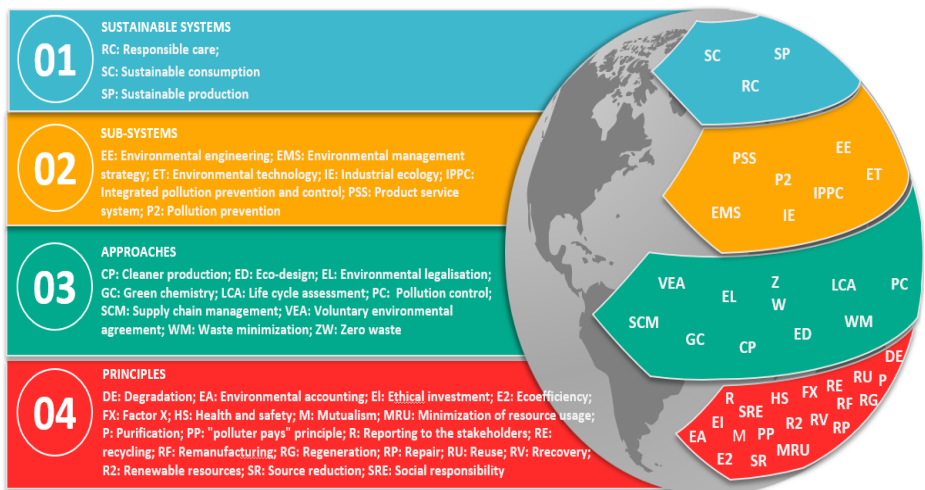 01
SUSTAINABLE SYSTEMS
RC: Responsible care;
SC: Sustainable consumption
SP: Sustainable production
02
SUB-SYSTEMS
EE: Environmental engineering; EMS: Environmental management
strategy; ET: Environmental technology; IE: Industrial ecology; IPPC:
Integrated pollution prevention and control; PSS: Product service
system; P2: Pollution prevention
03
APPROACHES
CP: Cleaner production; ED: Eco-design; EL: Environmental legalisation;
GC: Green chemistry; LCA: Life cycle assessment; PC: Pollution control;
SCM: Supply chain management; VEA: Voluntary environmental
agreement; WM: Waste minimization; ZW: Zero waste
04
PRINCIPLES
DE: Degradation; EA: Environmental accounting; EI: Ethical investment; E2: Ecoefficiency;
FX: Factor X; HS: Health and safety; M: Mutualism; MRU: Minimization of resource usage;
P: Purification; PP: "polluter pays" principle; R: Reporting to the stakeholders; RE:
recycling; RF: Remanufacturing; RG: Regeneration; RP: Repair; RU: Reuse; RV: Rrecovery;
R2: Renewable resources; SR: Source reduction; SRE: Social responsibility
SC
SP
RC
PSS
EE
P2
ET
IPPC
EMS
IE
VEA
EL
Z
W
LCA
PC
SCM
GC
CP
ED
WM
DE
R
HS
FX
RE
RU
P
SRE
RF
RG
EI
M
PP
R2
RV
RP
EA
E2
SR
MRU